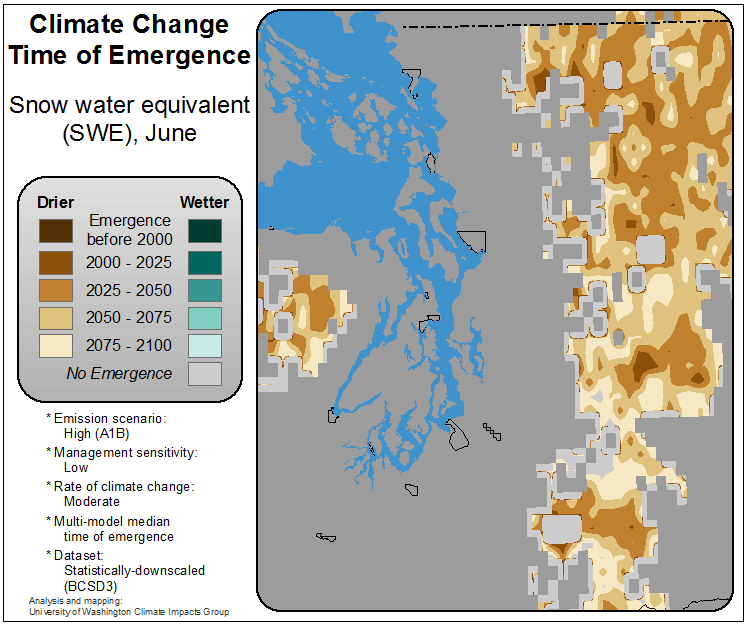 Climate Change
Time of Emergence
Snow water equivalent
(SWE), June
Drier Wetter
Emergence
before 2000
2000 - 2025
2025 - 2050
2050 - 2075
2075 - 2100
No Emergence
* Emission scenario:
High (A1B)
* Management sensitivity:
Low
* Rate of climate change:
Moderate
* Multi-model median
time of emergence
* Dataset:
Statistically-downscaled
(BCSD3)
Analysis and mapping:
University of Washington Climate Impacts Group